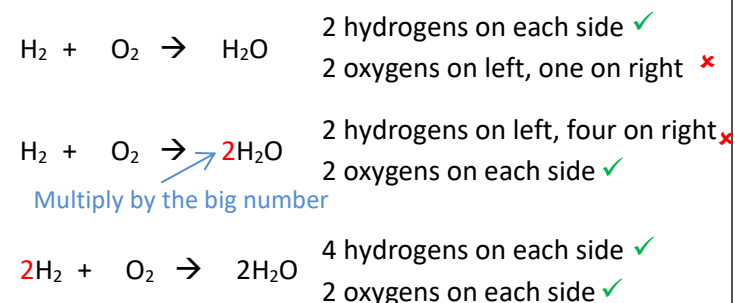 H₂ + O₂ → H₂O
2 hydrogens on each side ✓
2 oxygens on left, one on right ✘
H₂ + O₂ → 2H₂O
2 hydrogens on left, four on right ✘
2 oxygens on each side ✓
Multiply by the big number
2H₂ + O₂ → 2H₂O
4 hydrogens on each side ✓
2 oxygens on each side ✓